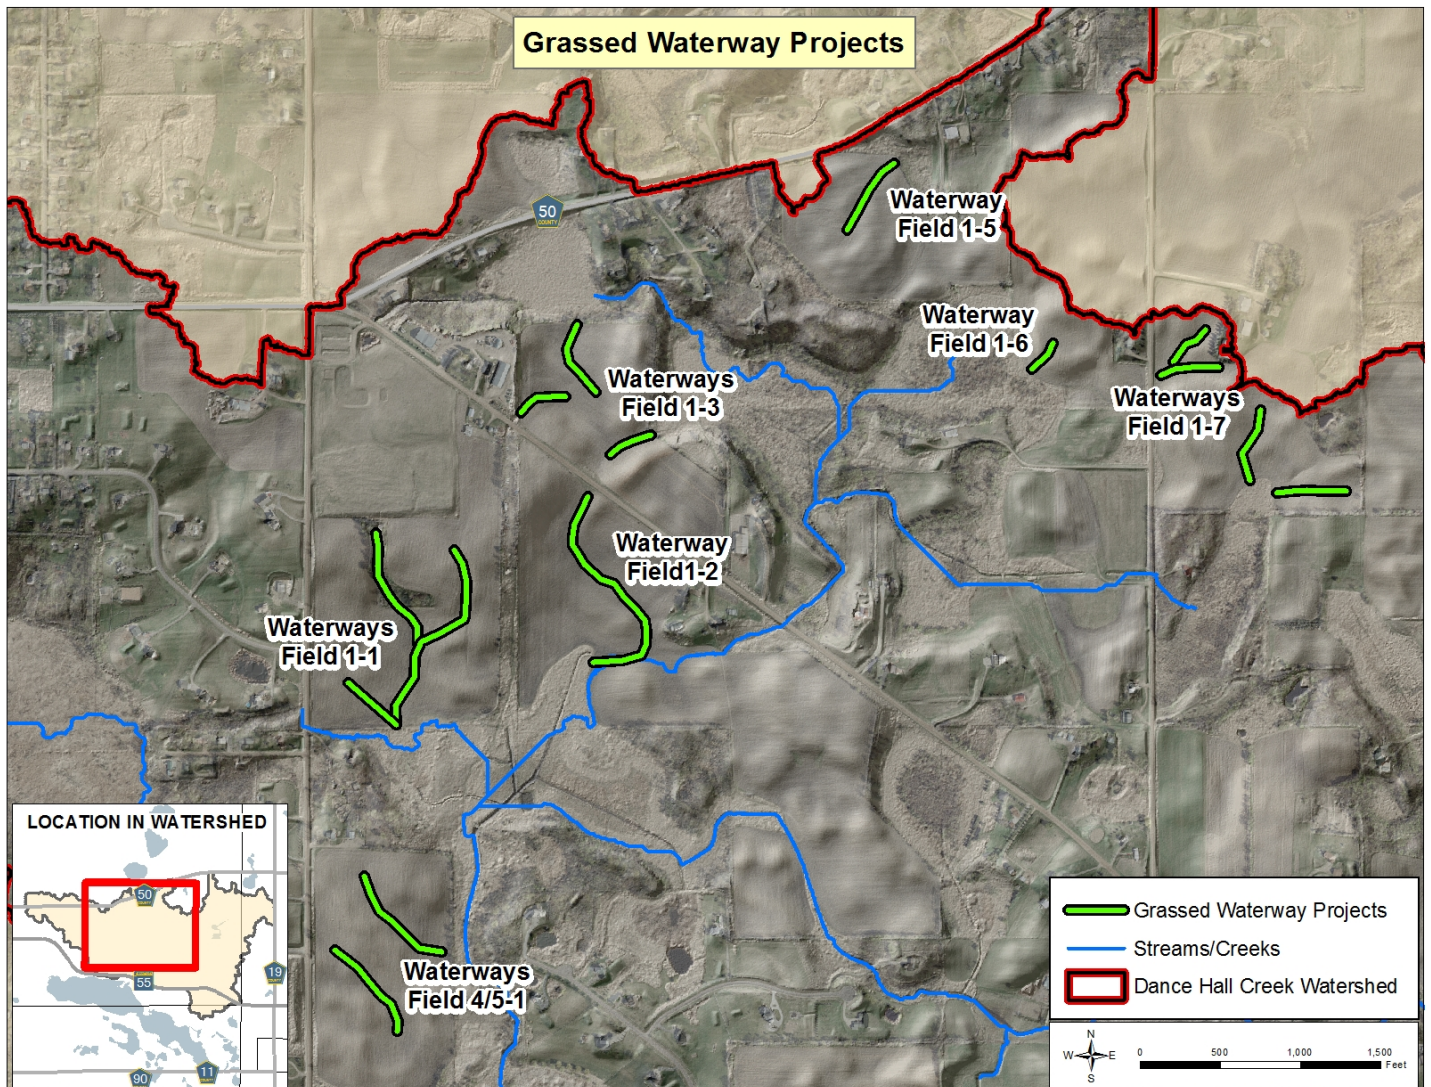 Grassed Waterway Projects
50
COUNTY
Waterway
Field 1-5
Waterway
Field 1-6
Waterways
Field 1-3
Waterways
Field 1-7
Waterway
Field1-2
Waterways
Field 1-1
Waterways
Field 4/5-1
LOCATION IN WATERSHED
50
55
19
11
90
Grassed Waterway Projects
Streams/Creeks
Dance Hall Creek Watershed
N
W E
S
0 500 1,000 1,500
Feet